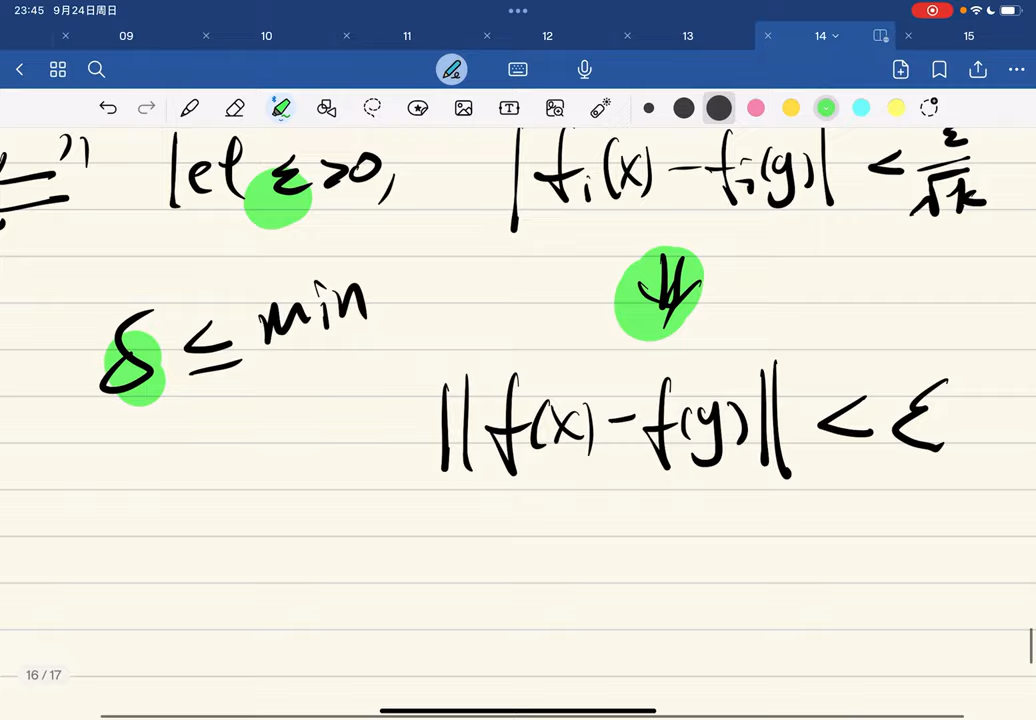 23:45 9月24日周日
09 10 11 12 13 14 15
let ε >0, |fᵢ(x) - fᵢ(y)| < ε/√k
⇓
δ ≤ min
||f(x) - f(y)|| < ε
16 / 17